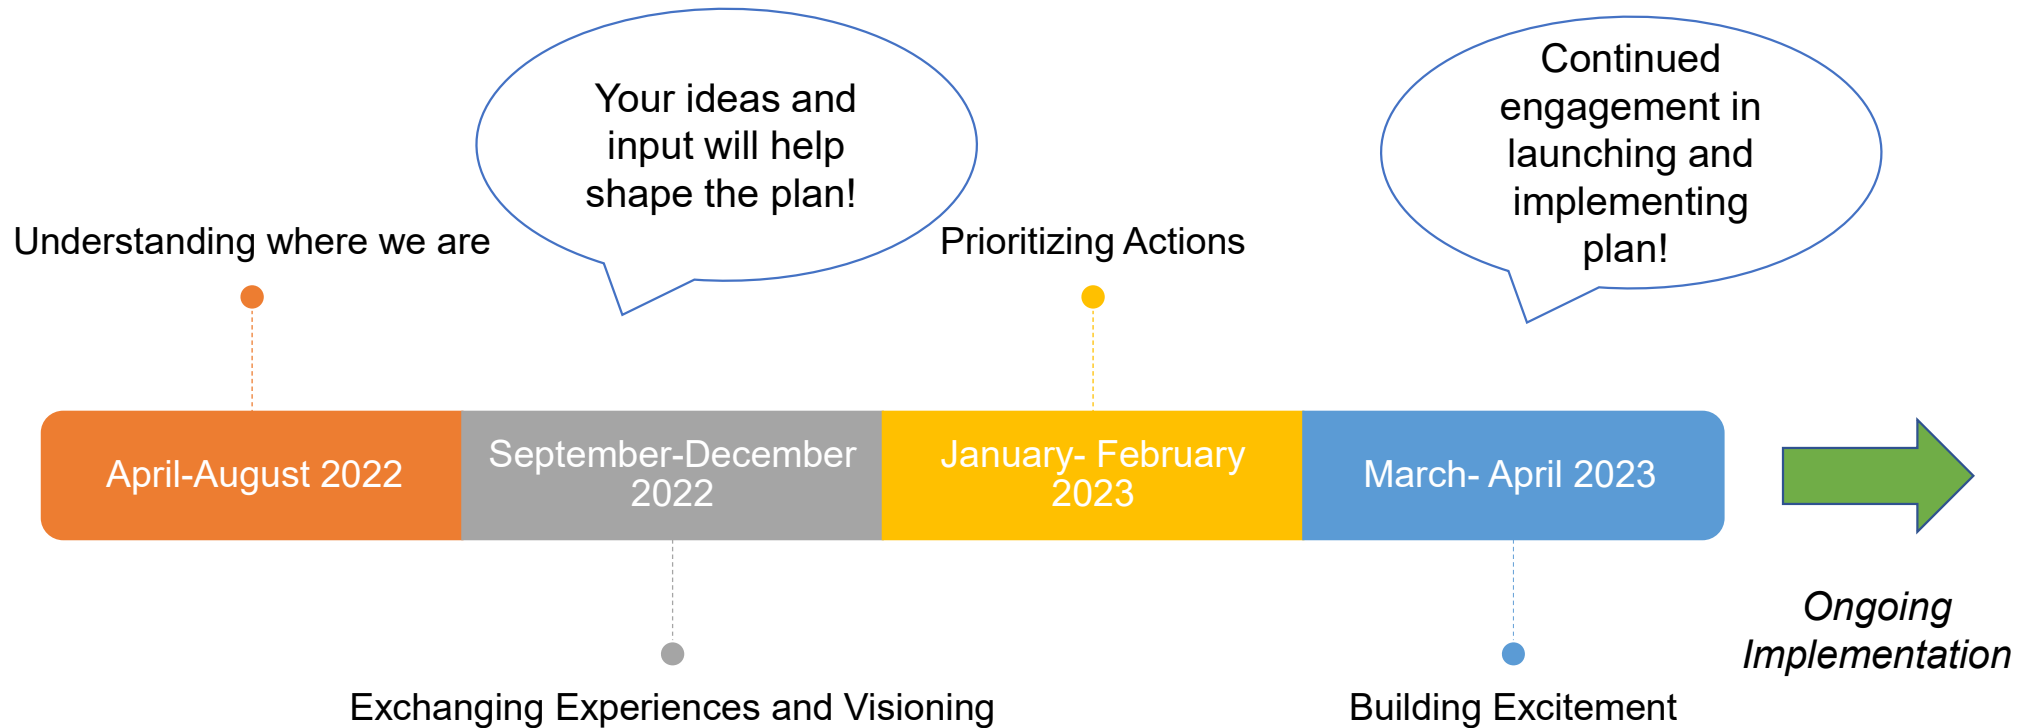 Your ideas and
input will help
shape the plan!
Continued
engagement in
launching and
implementing
plan!
Understanding where we are
Prioritizing Actions
April-August 2022
September-December
2022
January- February
2023
March- April 2023
Ongoing
Implementation
Exchanging Experiences and Visioning
Building Excitement